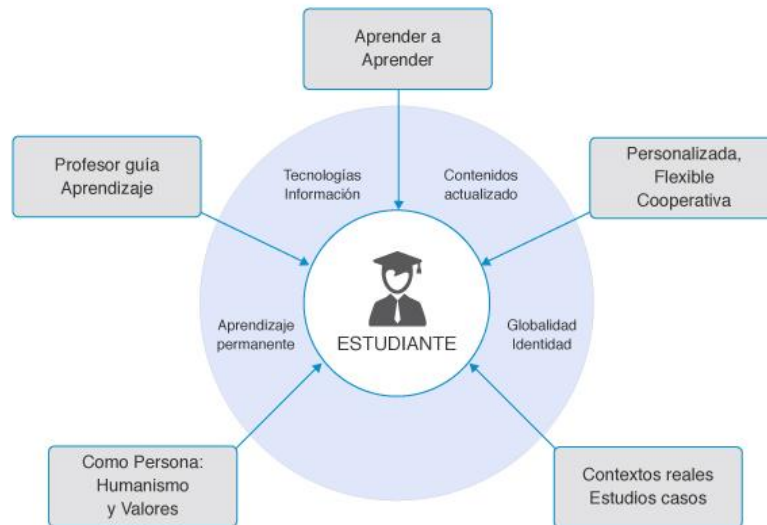 Aprender a
Aprender
Profesor guía
Aprendizaje
Tecnologías
Información
Contenidos
actualizado
Personalizada,
Flexible
Cooperativa
Aprendizaje
permanente
ESTUDIANTE
Globalidad
Identidad
Como Persona:
Humanismo
y Valores
Contextos reales
Estudios casos